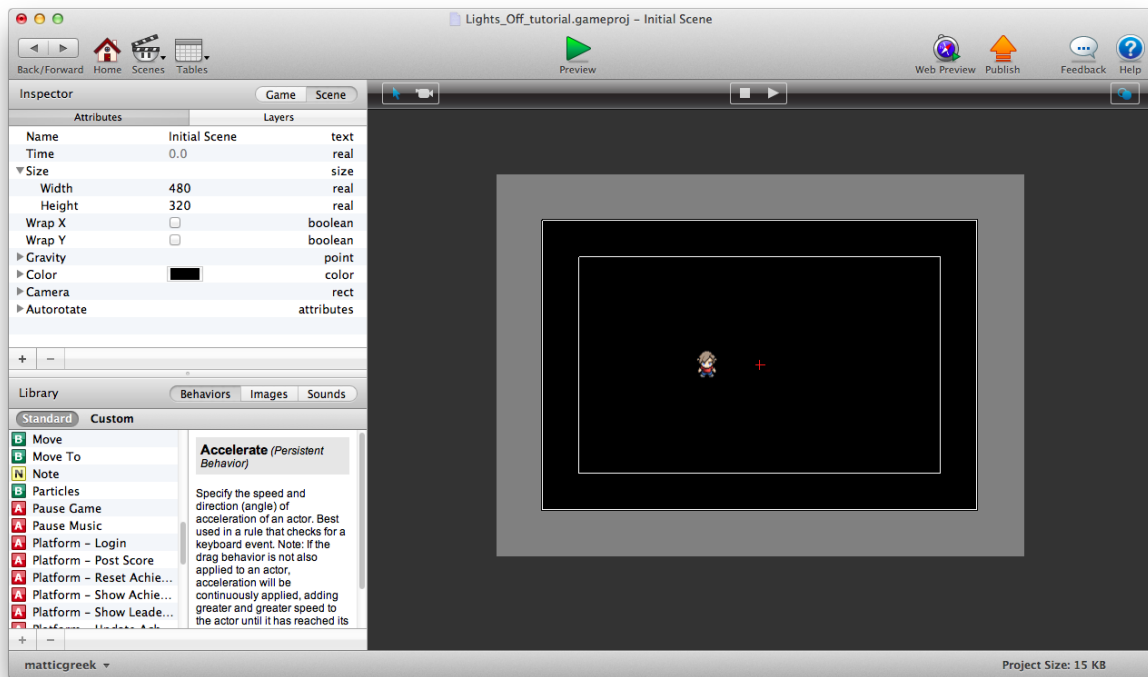 Lights_Off_tutorial.gameproj – Initial Scene
Back/Forward Home Scenes Tables Preview Web Preview Publish Feedback Help
Inspector Game Scene
Attributes Layers
Name Initial Scene text
Time 0.0 real
Size size
Width 480 real
Height 320 real
Wrap X boolean
Wrap Y boolean
Gravity point
Color color
Camera rect
Autorotate attributes
+ −
Library Behaviors Images Sounds
Standard Custom
B Move
B Move To
N Note
B Particles
A Pause Game
A Pause Music
A Platform – Login
A Platform – Post Score
A Platform – Reset Achie...
A Platform – Show Achie...
A Platform – Show Leade...
Accelerate (Persistent
Behavior)
Specify the speed and
direction (angle) of
acceleration of an actor. Best
used in a rule that checks for a
keyboard event. Note: If the
drag behavior is not also
applied to an actor,
acceleration will be
continuously applied, adding
greater and greater speed to
the actor until it has reached its
+ −
matticgreek Project Size: 15 KB